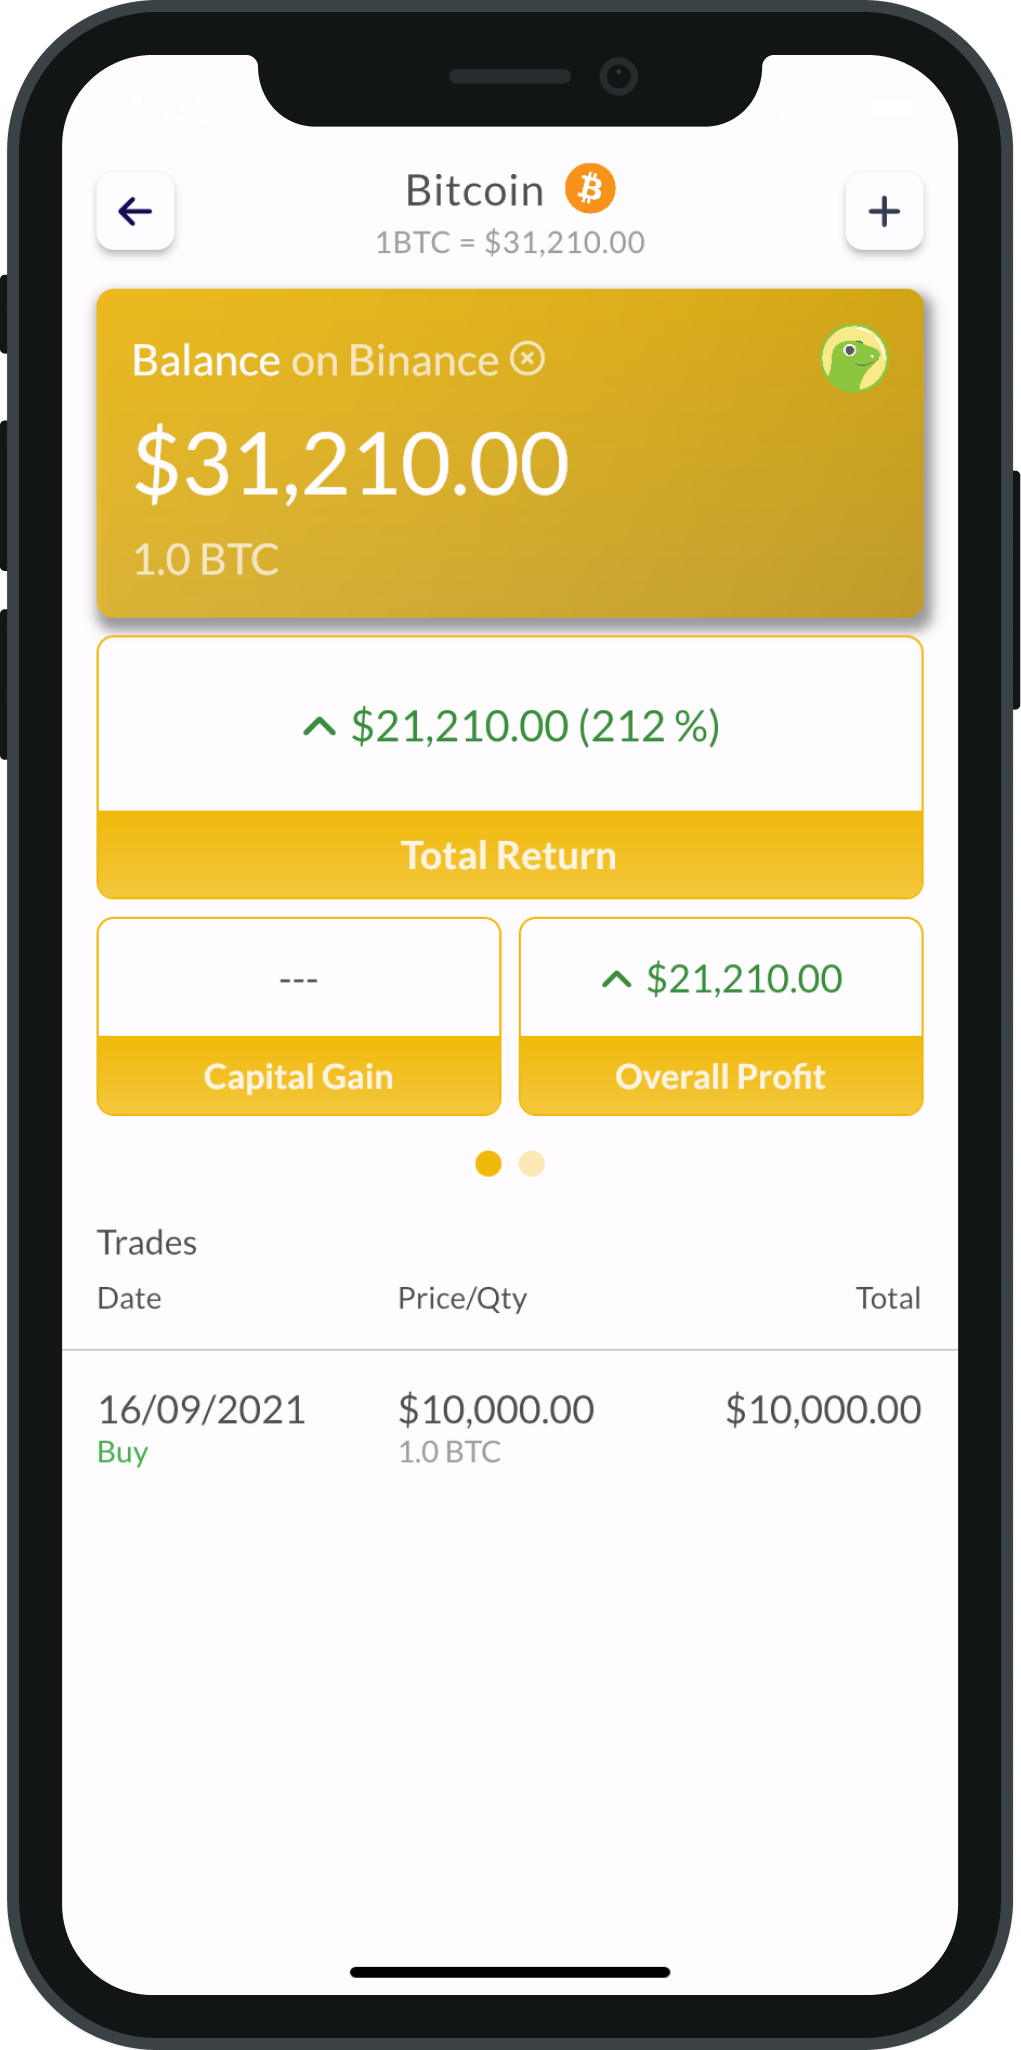 Bitcoin
1BTC = $31,210.00
Balance on Binance
$31,210.00
1.0 BTC
$21,210.00 (212 %)
Total Return
---
$21,210.00
Capital Gain
Overall Profit
Trades
Date Price/Qty Total
16/09/2021 $10,000.00 $10,000.00
Buy 1.0 BTC